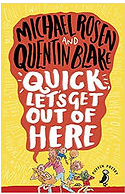 MICHAEL ROSEN
AND
QUENTIN BLAKE
QUICK
LET'S GET
OUT OF
HERE